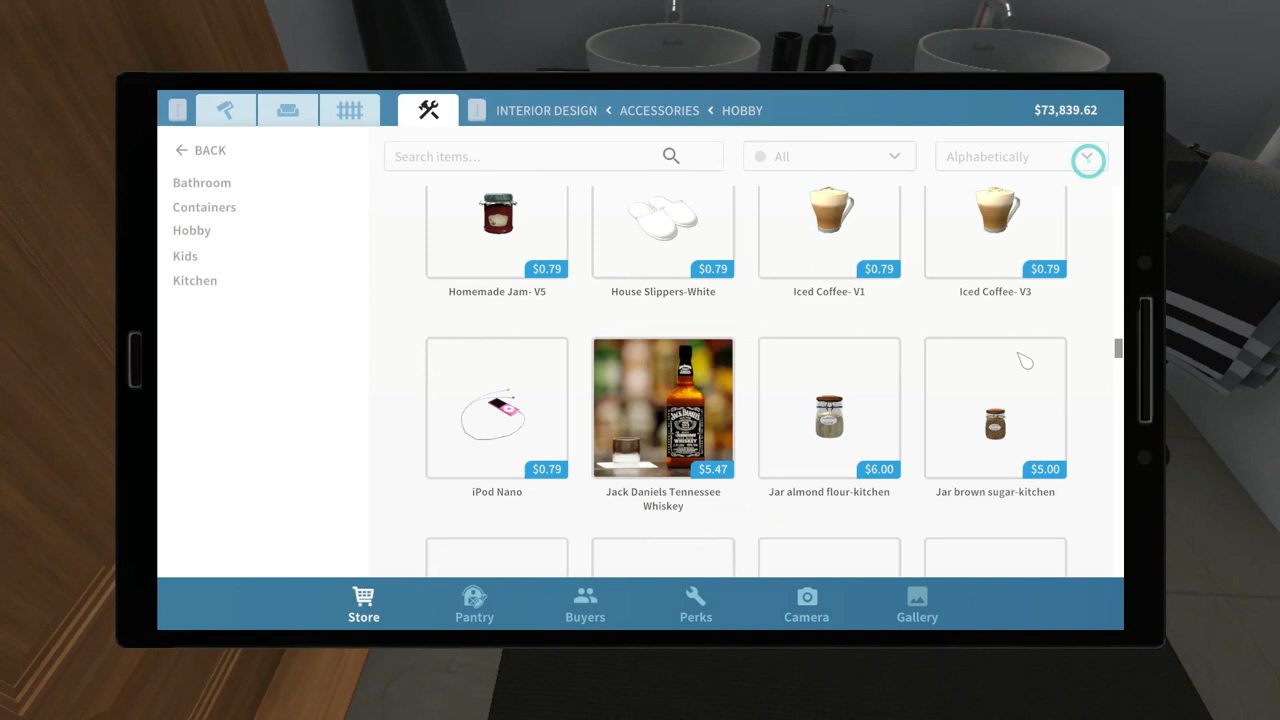 INTERIOR DESIGN < ACCESSORIES < HOBBY
$73,839.62
BACK
Search items...
All
Alphabetically
Bathroom
Containers
Hobby
Kids
Kitchen
$0.79
$0.79
$0.79
$0.79
Homemade Jam- V5
House Slippers-White
Iced Coffee- V1
Iced Coffee- V3
JACK DANIEL'S
$0.79
$5.47
$6.00
$5.00
iPod Nano
Jack Daniels Tennessee
Whiskey
Jar almond flour-kitchen
Jar brown sugar-kitchen
Store
Pantry
Buyers
Perks
Camera
Gallery